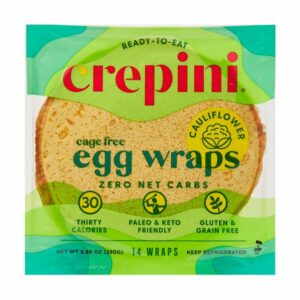 READY-TO-EAT
crepini®
CAULIFLOWER
cage free
egg wraps
ZERO NET CARBS
30
THIRTY
CALORIES
PALEO & KETO
FRIENDLY
GLUTEN &
GRAIN FREE
14 WRAPS
KEEP REFRIGERATED